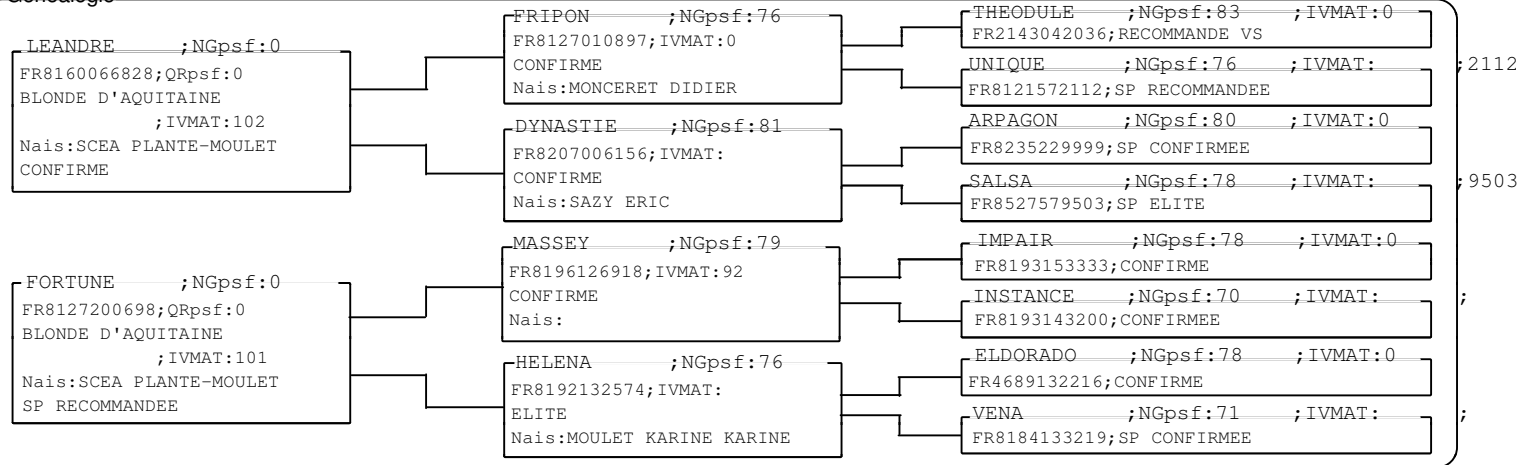 Généalogie
LEANDRE ;NGpsf:0
FR8160066828;QRpsf:0
BLONDE D'AQUITAINE
;IVMAT:102
Nais:SCEA PLANTE-MOULET
CONFIRME
FORTUNE ;NGpsf:0
FR8127200698;QRpsf:0
BLONDE D'AQUITAINE
;IVMAT:101
Nais:SCEA PLANTE-MOULET
SP RECOMMANDEE
FRIPON ;NGpsf:76
FR8127010897;IVMAT:0
CONFIRME
Nais:MONCERET DIDIER
DYNASTIE ;NGpsf:81
FR8207006156;IVMAT:
CONFIRME
Nais:SAZY ERIC
MASSEY ;NGpsf:79
FR8196126918;IVMAT:92
CONFIRME
Nais:
HELENA ;NGpsf:76
FR8192132574;IVMAT:
ELITE
Nais:MOULET KARINE KARINE
THEODULE ;NGpsf:83 ;IVMAT:0
FR2143042036;RECOMMANDE VS
UNIQUE ;NGpsf:76 ;IVMAT: ;2112
FR8121572112;SP RECOMMANDEE
ARPAGON ;NGpsf:80 ;IVMAT:0
FR8235229999;SP CONFIRMEE
SALSA ;NGpsf:78 ;IVMAT: ;9503
FR8527579503;SP ELITE
IMPAIR ;NGpsf:78 ;IVMAT:0
FR8193153333;CONFIRME
INSTANCE ;NGpsf:70 ;IVMAT: ;
FR8193143200;CONFIRMEE
ELDORADO ;NGpsf:78 ;IVMAT:0
FR4689132216;CONFIRME
VENA ;NGpsf:71 ;IVMAT: ;
FR8184133219;SP CONFIRMEE